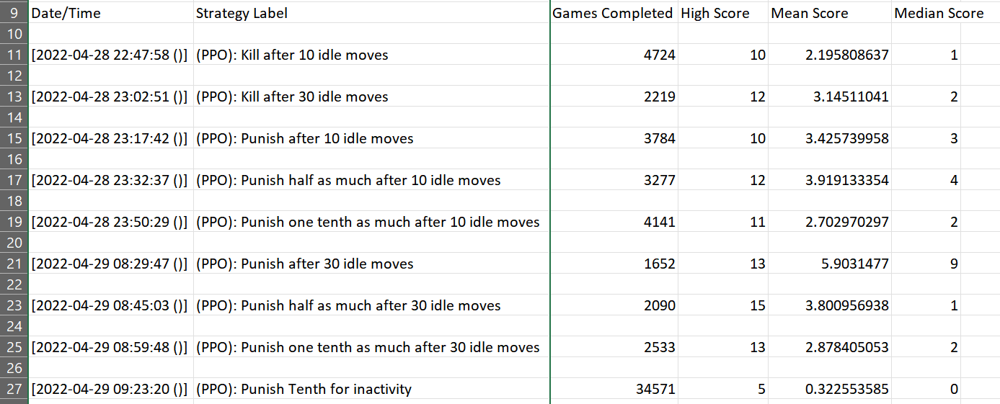 9 Date/Time Strategy Label Games Completed High Score Mean Score Median Score
10
11 [2022-04-28 22:47:58 ()] (PPO): Kill after 10 idle moves 4724 10 2.195808637 1
12
13 [2022-04-28 23:02:51 ()] (PPO): Kill after 30 idle moves 2219 12 3.14511041 2
14
15 [2022-04-28 23:17:42 ()] (PPO): Punish after 10 idle moves 3784 10 3.425739958 3
16
17 [2022-04-28 23:32:37 ()] (PPO): Punish half as much after 10 idle moves 3277 12 3.919133354 4
18
19 [2022-04-28 23:50:29 ()] (PPO): Punish one tenth as much after 10 idle moves 4141 11 2.702970297 2
20
21 [2022-04-29 08:29:47 ()] (PPO): Punish after 30 idle moves 1652 13 5.9031477 9
22
23 [2022-04-29 08:45:03 ()] (PPO): Punish half as much after 30 idle moves 2090 15 3.800956938 1
24
25 [2022-04-29 08:59:48 ()] (PPO): Punish one tenth as much after 30 idle moves 2533 13 2.878405053 2
26
27 [2022-04-29 09:23:20 ()] (PPO): Punish Tenth for inactivity 34571 5 0.322553585 0